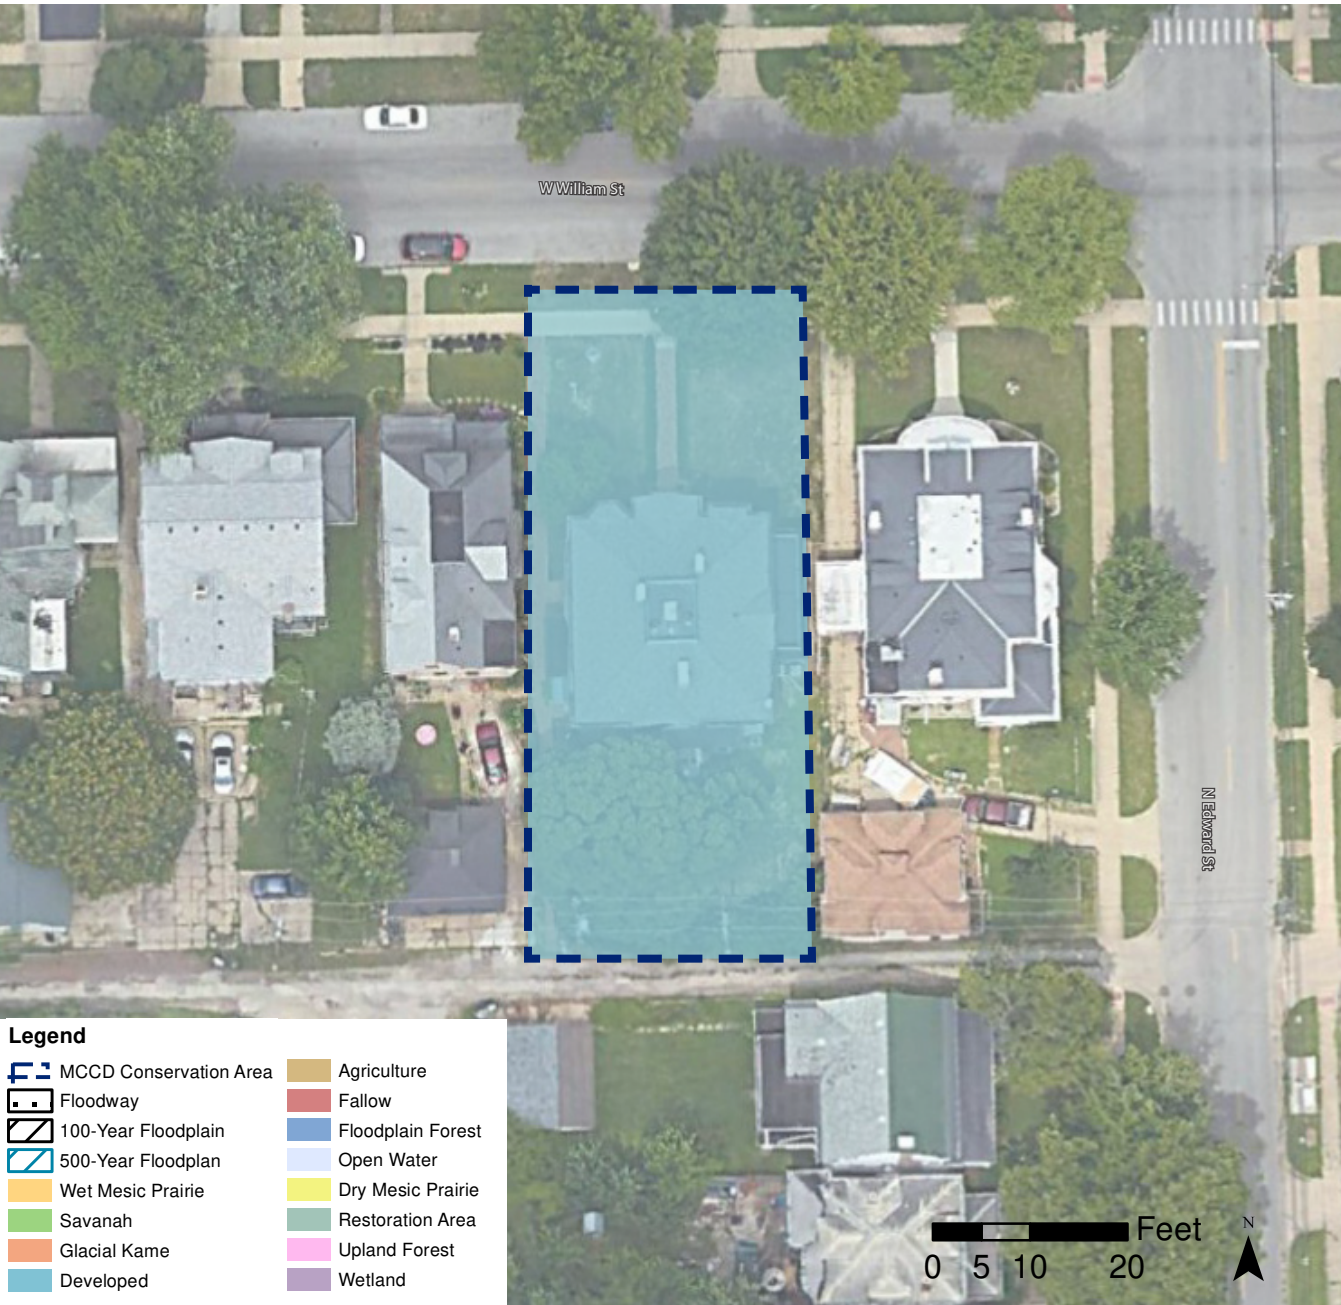 W William St
N Edward St
Legend
MCCD Conservation Area
Floodway
100-Year Floodplain
500-Year Floodplan
Wet Mesic Prairie
Savanah
Glacial Kame
Developed
Agriculture
Fallow
Floodplain Forest
Open Water
Dry Mesic Prairie
Restoration Area
Upland Forest
Wetland
Feet
0 5 10 20
N